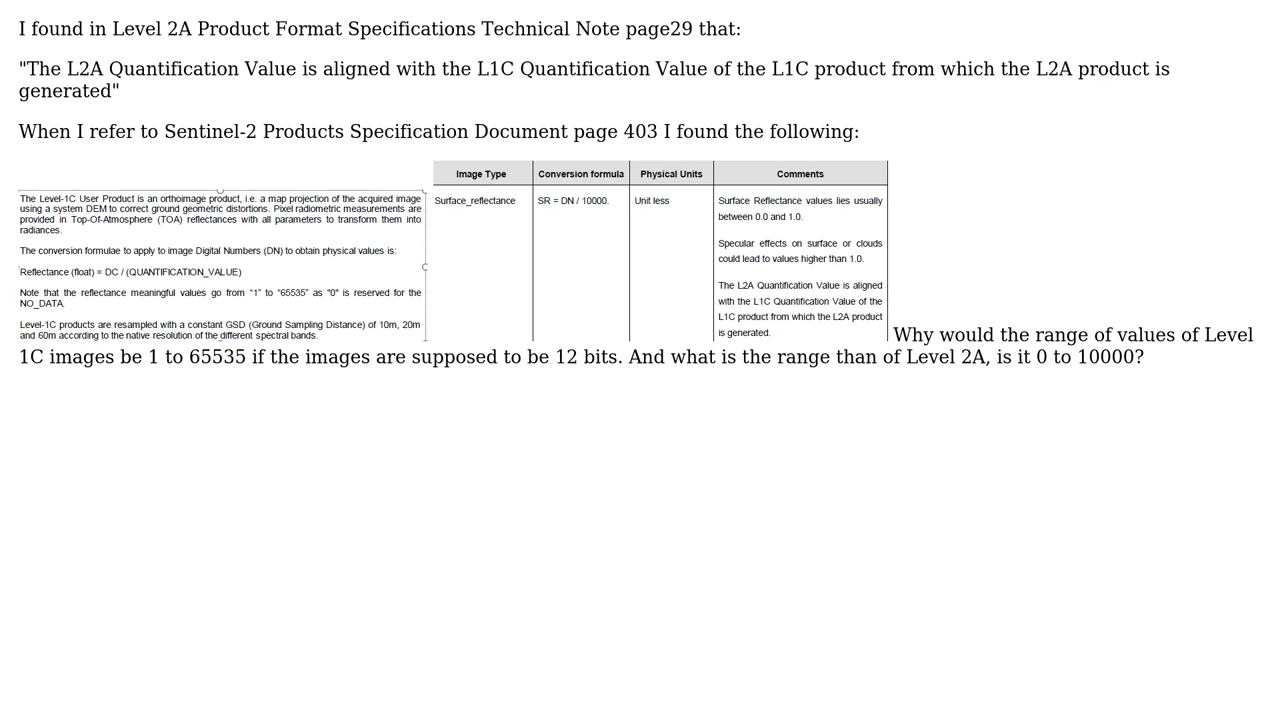 I found in Level 2A Product Format Specifications Technical Note page29 that:
"The L2A Quantification Value is aligned with the L1C Quantification Value of the L1C product from which the L2A product is
generated"
When I refer to Sentinel-2 Products Specification Document page 403 I found the following:
The Level-1C User Product is an orthoimage product, i.e. a map projection of the acquired image
using a system DEM to correct ground geometric distortions. Pixel radiometric measurements are
provided in Top-Of-Atmosphere (TOA) reflectances with all parameters to transform them into
radiances.
The conversion formulae to apply to image Digital Numbers (DN) to obtain physical values is:
Reflectance (float) = DC / (QUANTIFICATION_VALUE)
Note that the reflectance meaningful values go from "1" to "65535" as "0" is reserved for the
NO_DATA.
Level-1C products are resampled with a constant GSD (Ground Sampling Distance) of 10m, 20m
and 60m according to the native resolution of the different spectral bands.
Image Type Conversion formula Physical Units Comments
Surface_reflectance SR = DN / 10000. Unit less Surface Reflectance values lies usually
between 0.0 and 1.0.
Specular effects on surface or clouds
could lead to values higher than 1.0.
The L2A Quantification Value is aligned
with the L1C Quantification Value of the
L1C product from which the L2A product
is generated.
Why would the range of values of Level
1C images be 1 to 65535 if the images are supposed to be 12 bits. And what is the range than of Level 2A, is it 0 to 10000?